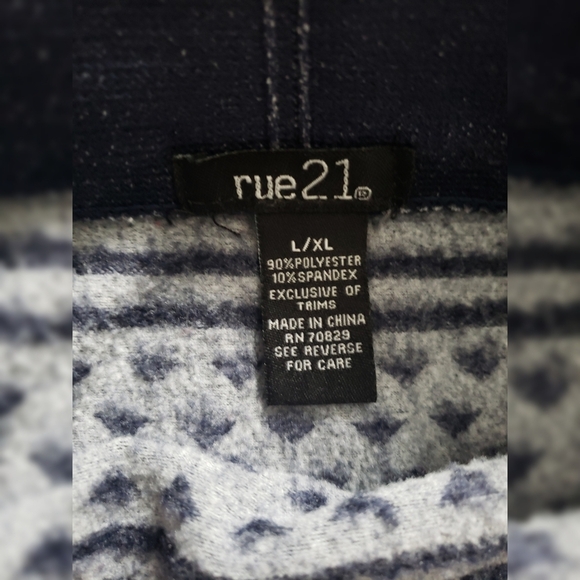 rue21®
L/XL
90%POLYESTER
10%SPANDEX
EXCLUSIVE OF
TRIMS
MADE IN CHINA
RN 70829
SEE REVERSE
FOR CARE